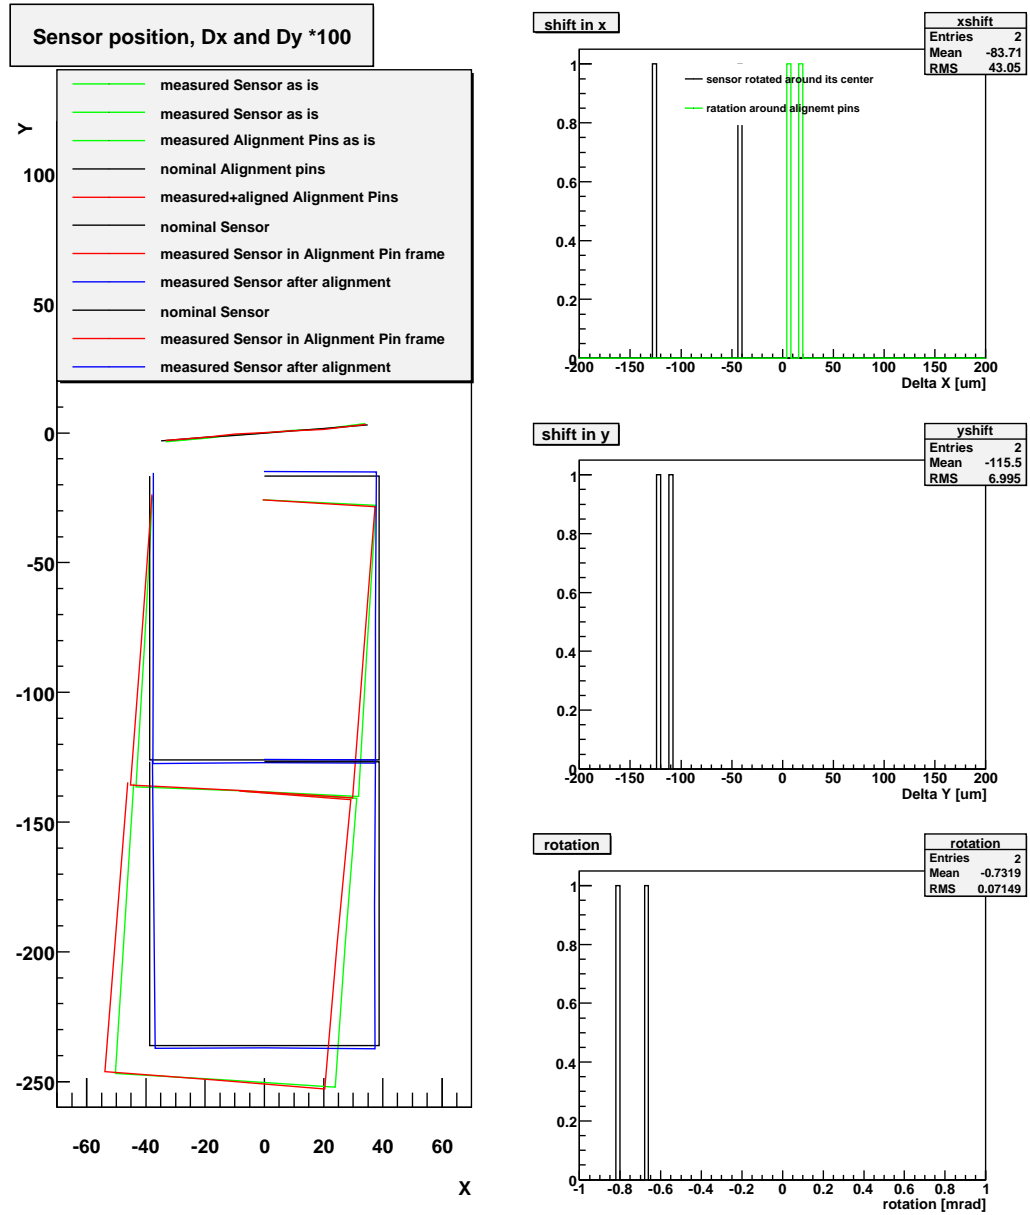 Sensor position, Dx and Dy *100
measured Sensor as is
measured Sensor as is
measured Alignment Pins as is
nominal Alignment pins
measured+aligned Alignment Pins
nominal Sensor
measured Sensor in Alignment Pin frame
measured Sensor after alignment
nominal Sensor
measured Sensor in Alignment Pin frame
measured Sensor after alignment
Y
100
50
0
-50
-100
-150
-200
-250
-60 -40 -20 0 20 40 60
X
shift in x
xshift
Entries 2
Mean -83.71
RMS 43.05
sensor rotated around its center
ratation around alignemt pins
1
0.8
0.6
0.4
0.2
0
-200 -150 -100 -50 0 50 100 150 200
Delta X [um]
shift in y
yshift
Entries 2
Mean -115.5
RMS 6.995
1
0.8
0.6
0.4
0.2
0
-200 -150 -100 -50 0 50 100 150 200
Delta Y [um]
rotation
rotation
Entries 2
Mean -0.7319
RMS 0.07149
1
0.8
0.6
0.4
0.2
0
-1 -0.8 -0.6 -0.4 -0.2 0 0.2 0.4 0.6 0.8 1
rotation [mrad]